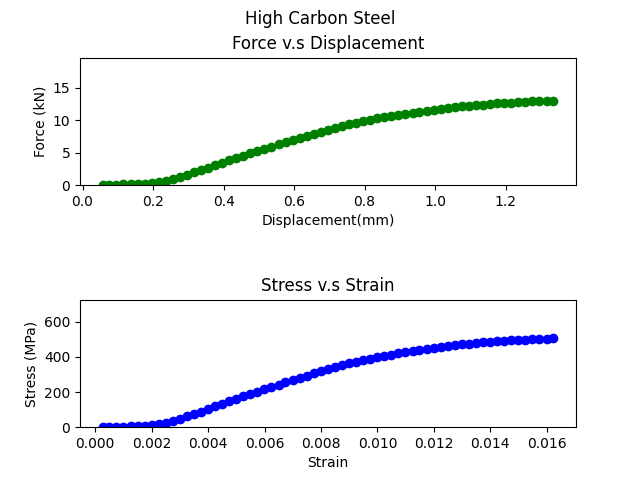 High Carbon Steel
Force v.s Displacement
Force (kN)
15
10
5
0
0.0 0.2 0.4 0.6 0.8 1.0 1.2
Displacement(mm)
Stress v.s Strain
Stress (MPa)
600
400
200
0
0.000 0.002 0.004 0.006 0.008 0.010 0.012 0.014 0.016
Strain